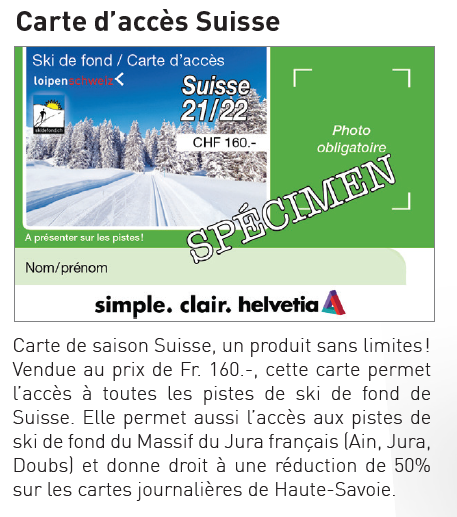 Carte d’accès Suisse
Ski de fond / Carte d’accès
loipenschweiz
Suisse
21/22
CHF 160.-
skidefond.ch
Photo
obligatoire
SPÉCIMEN
A présenter sur les pistes!
Nom/prénom
simple. clair. helvetia
Carte de saison Suisse, un produit sans limites!
Vendue au prix de Fr. 160.-, cette carte permet
l’accès à toutes les pistes de ski de fond de
Suisse. Elle permet aussi l’accès aux pistes de
ski de fond du Massif du Jura français (Ain, Jura,
Doubs) et donne droit à une réduction de 50%
sur les cartes journalières de Haute-Savoie.